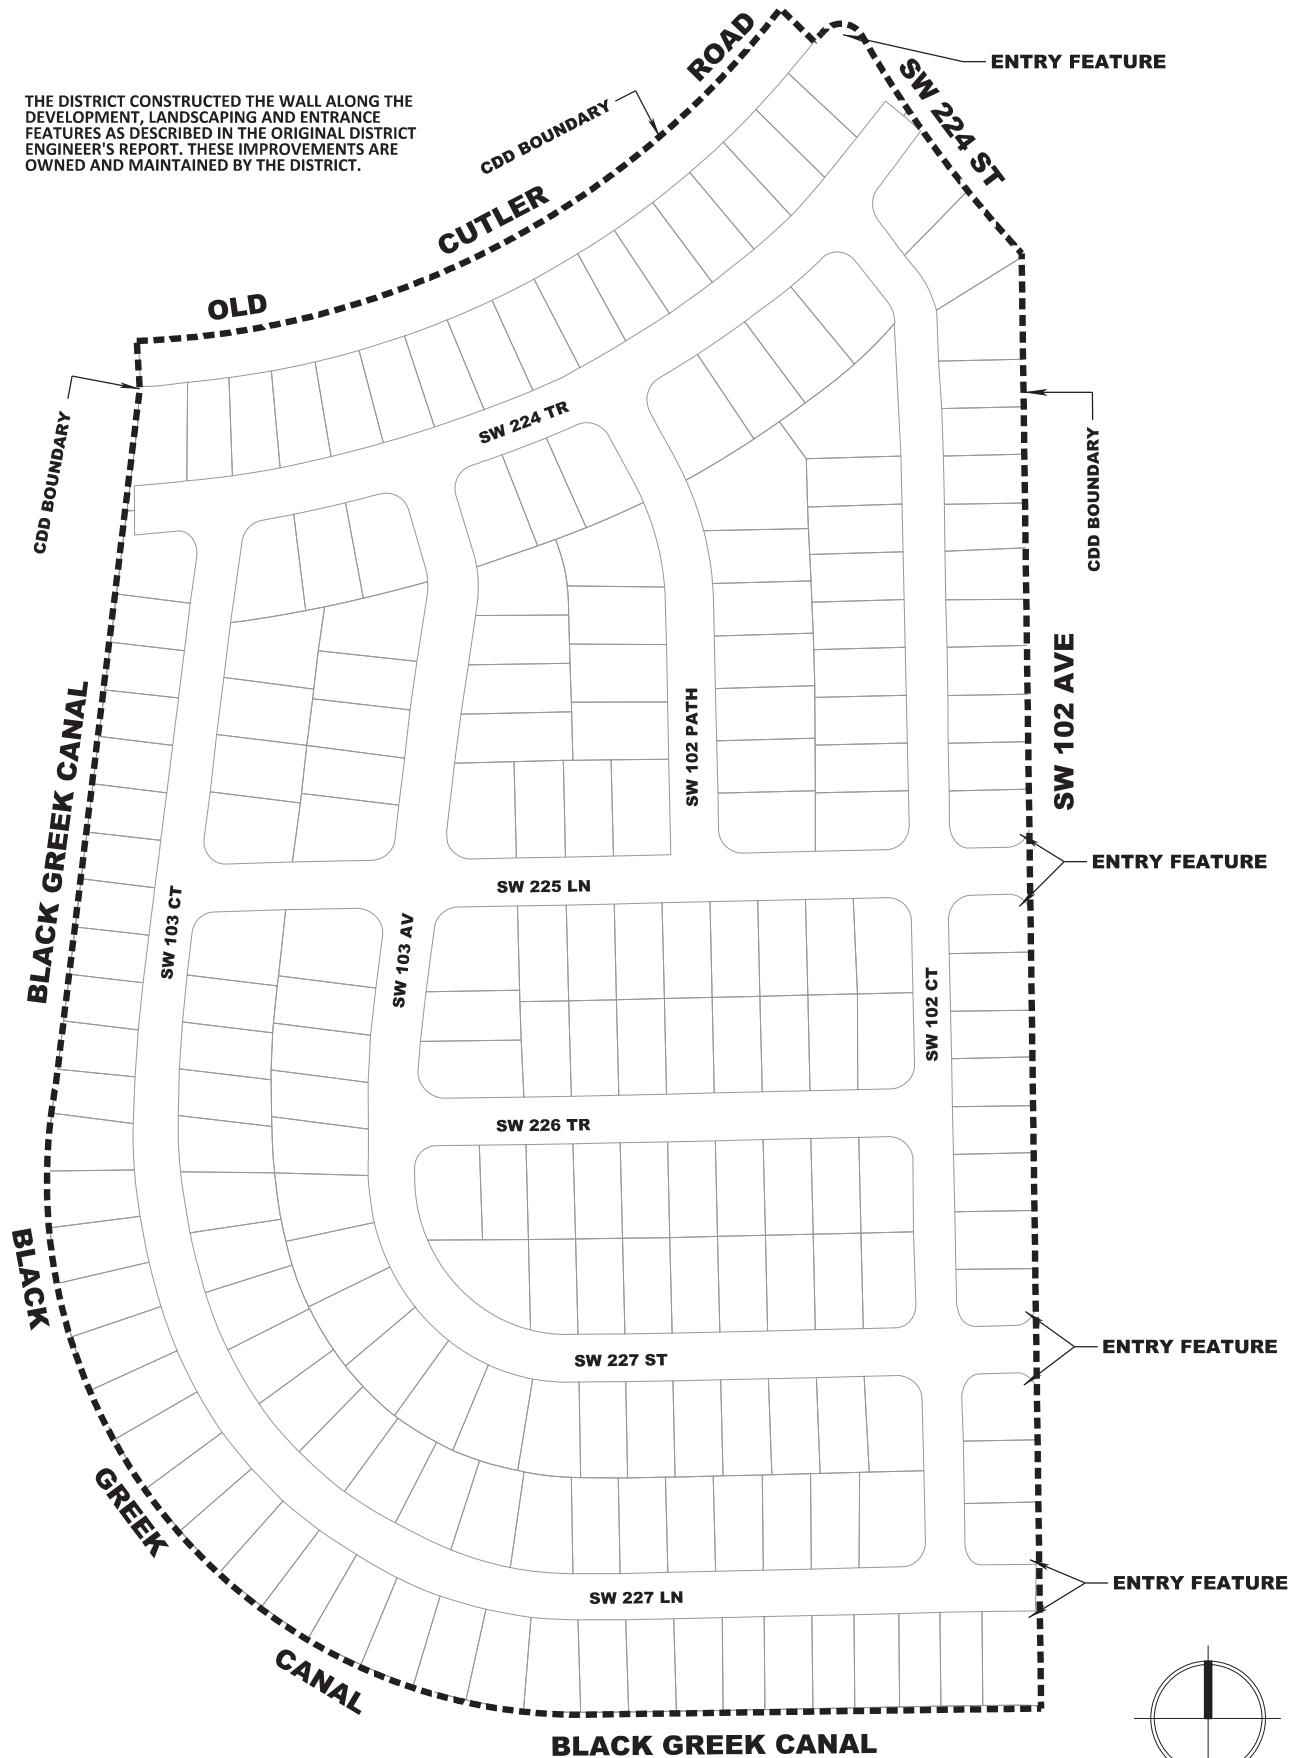 ROAD
ENTRY FEATURE
SW 224 ST
THE DISTRICT CONSTRUCTED THE WALL ALONG THE
DEVELOPMENT, LANDSCAPING AND ENTRANCE
FEATURES AS DESCRIBED IN THE ORIGINAL DISTRICT
ENGINEER'S REPORT. THESE IMPROVEMENTS ARE
OWNED AND MAINTAINED BY THE DISTRICT.
CDD BOUNDARY
CUTLER
OLD
CDD BOUNDARY
SW 224 TR
CDD BOUNDARY
SW 102 AVE
BLACK GREEK CANAL
SW 102 PATH
ENTRY FEATURE
SW 225 LN
SW 103 CT
SW 103 AV
SW 102 CT
SW 226 TR
BLACK
ENTRY FEATURE
SW 227 ST
GREEK
ENTRY FEATURE
SW 227 LN
CANAL
BLACK GREEK CANAL